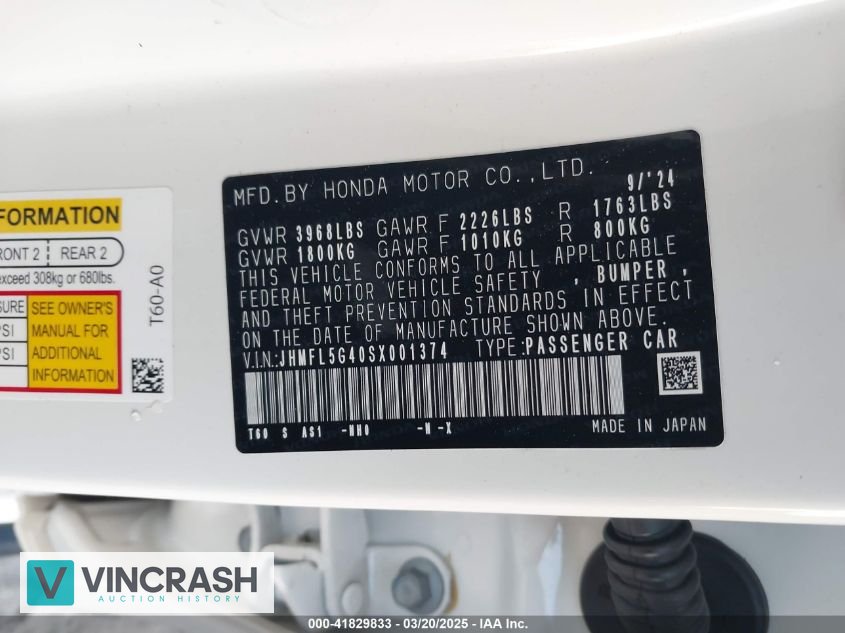 MFD.BY HONDA MOTOR CO.,LTD. 9/'24
GVWR 3968LBS GAWR F 2226LBS R 1763LBS
GVWR 1800KG GAWR F 1010KG R 800KG
THIS VEHICLE CONFORMS TO ALL APPLICABLE
FEDERAL MOTOR VEHICLE SAFETY , BUMPER ,
AND THEFT PREVENTION STANDARDS IN EFFECT
ON THE DATE OF MANUFACTURE SHOWN ABOVE.
V.I.N:JHMFL5G40SX001374 TYPE:PASSENGER CAR
T60 S AS1 -NH0 -M -X
MADE IN JAPAN
FORMATION
FRONT 2 REAR 2
exceed 308kg or 680lbs.
SURE SEE OWNER'S
PSI MANUAL FOR
PSI ADDITIONAL
INFORMATION
T60-A0
V VINCRASH
AUCTION HISTORY
000-41829833 - 03/20/2025 - IAA Inc.